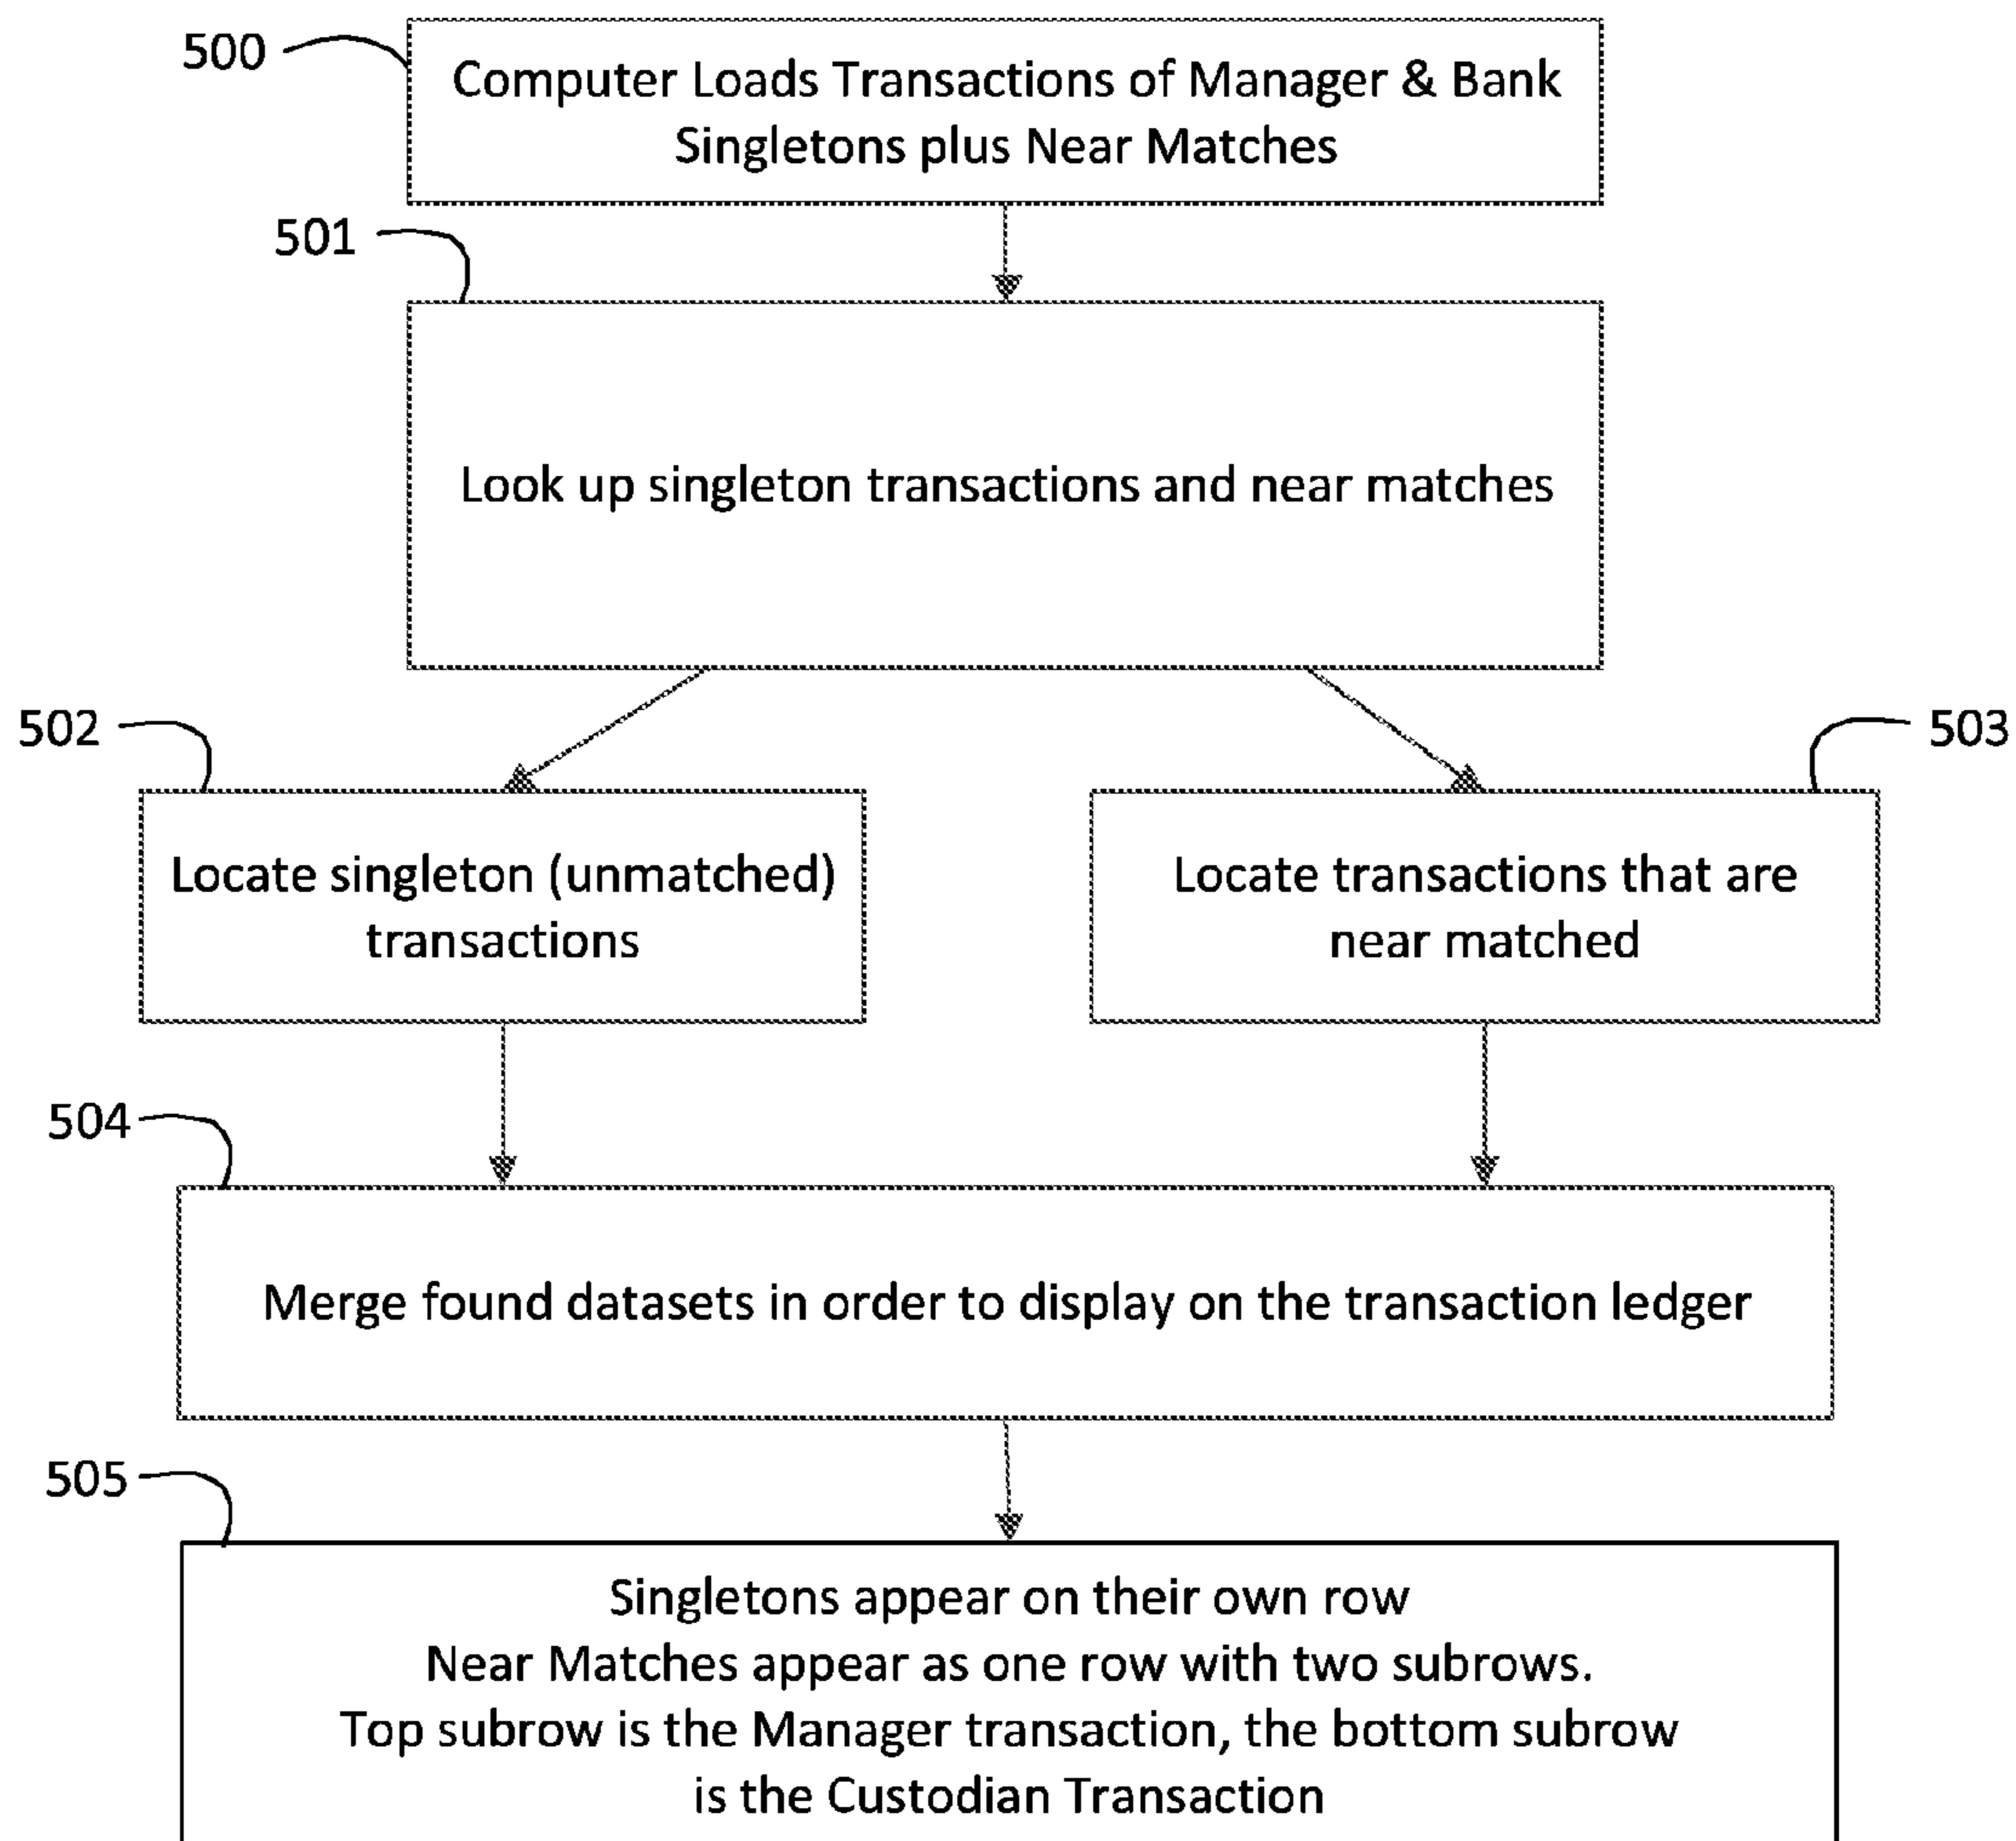 500
Computer Loads Transactions of Manager & Bank
Singletons plus Near Matches
501
Look up singleton transactions and near matches
502
503
Locate singleton (unmatched)
transactions
Locate transactions that are
near matched
504
Merge found datasets in order to display on the transaction ledger
505
Singletons appear on their own row
Near Matches appear as one row with two subrows.
Top subrow is the Manager transaction, the bottom subrow
is the Custodian Transaction